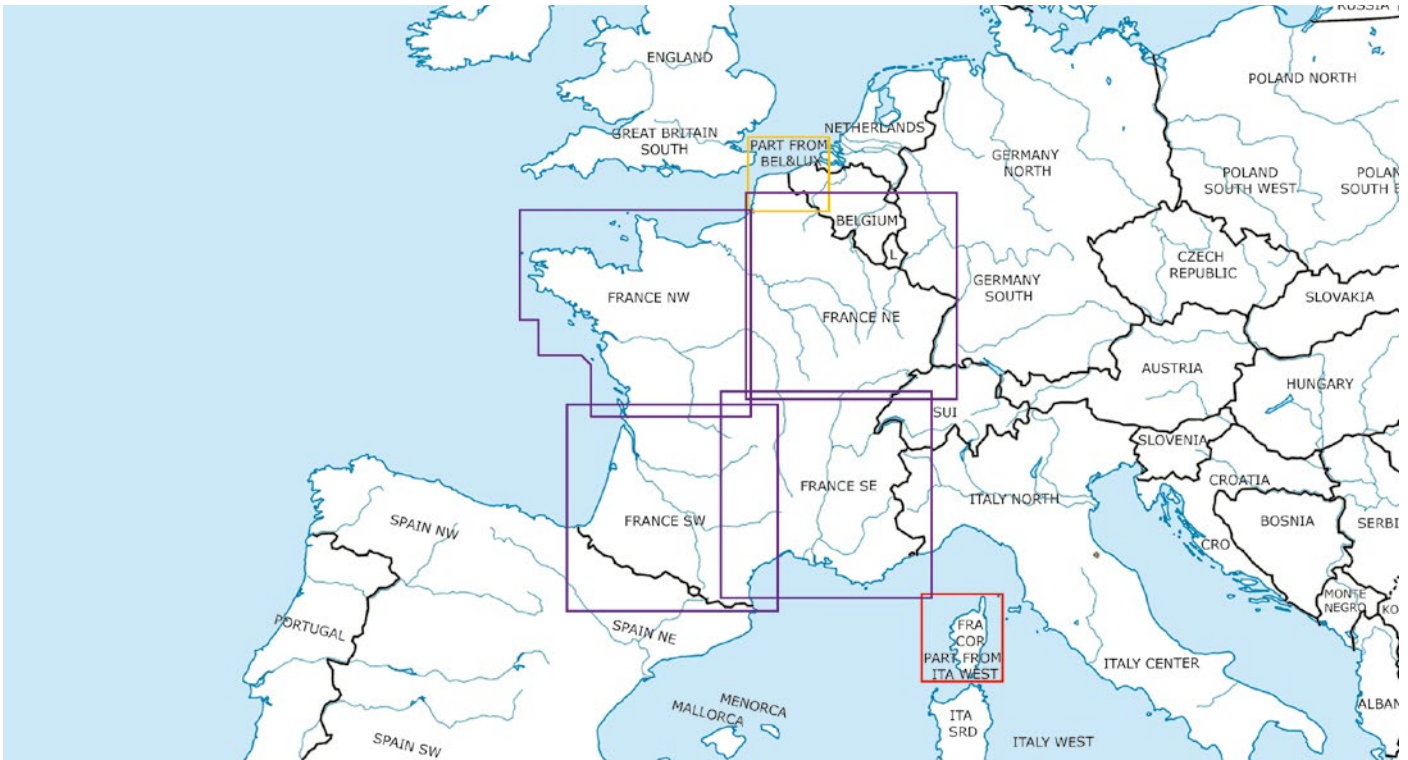 RUSSIA
ENGLAND
POLAND NORTH
GREAT BRITAIN
SOUTH
NETHERLANDS
PART FROM
BEL&LUX
GERMANY
NORTH
POLAND
SOUTH WEST
POLAN
SOUTH E
BELGIUM
L
CZECH
REPUBLIC
GERMANY
SOUTH
SLOVAKIA
FRANCE NW
FRANCE NE
AUSTRIA
HUNGARY
SUI
SLOVENIA
CROATIA
FRANCE SE
ITALY NORTH
SPAIN NW
FRANCE SW
BOSNIA
SERBI
CRO
MONTE
NEGRO
KO
PORTUGAL
SPAIN NE
FRA
COR
PART FROM
ITA WEST
ITALY CENTER
ALBAN
MENORCA
MALLORCA
ITA
SRD
SPAIN SW
ITALY WEST